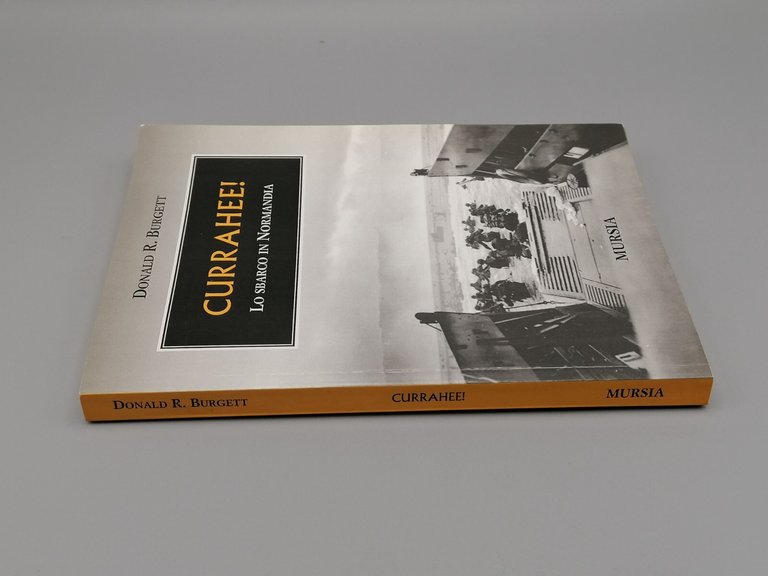 DONALD R. BURGETT
CURRAHEE!
LO SBARCO IN NORMANDIA
MURSIA
DONALD R. BURGETT
CURRAHEE!
MURSIA